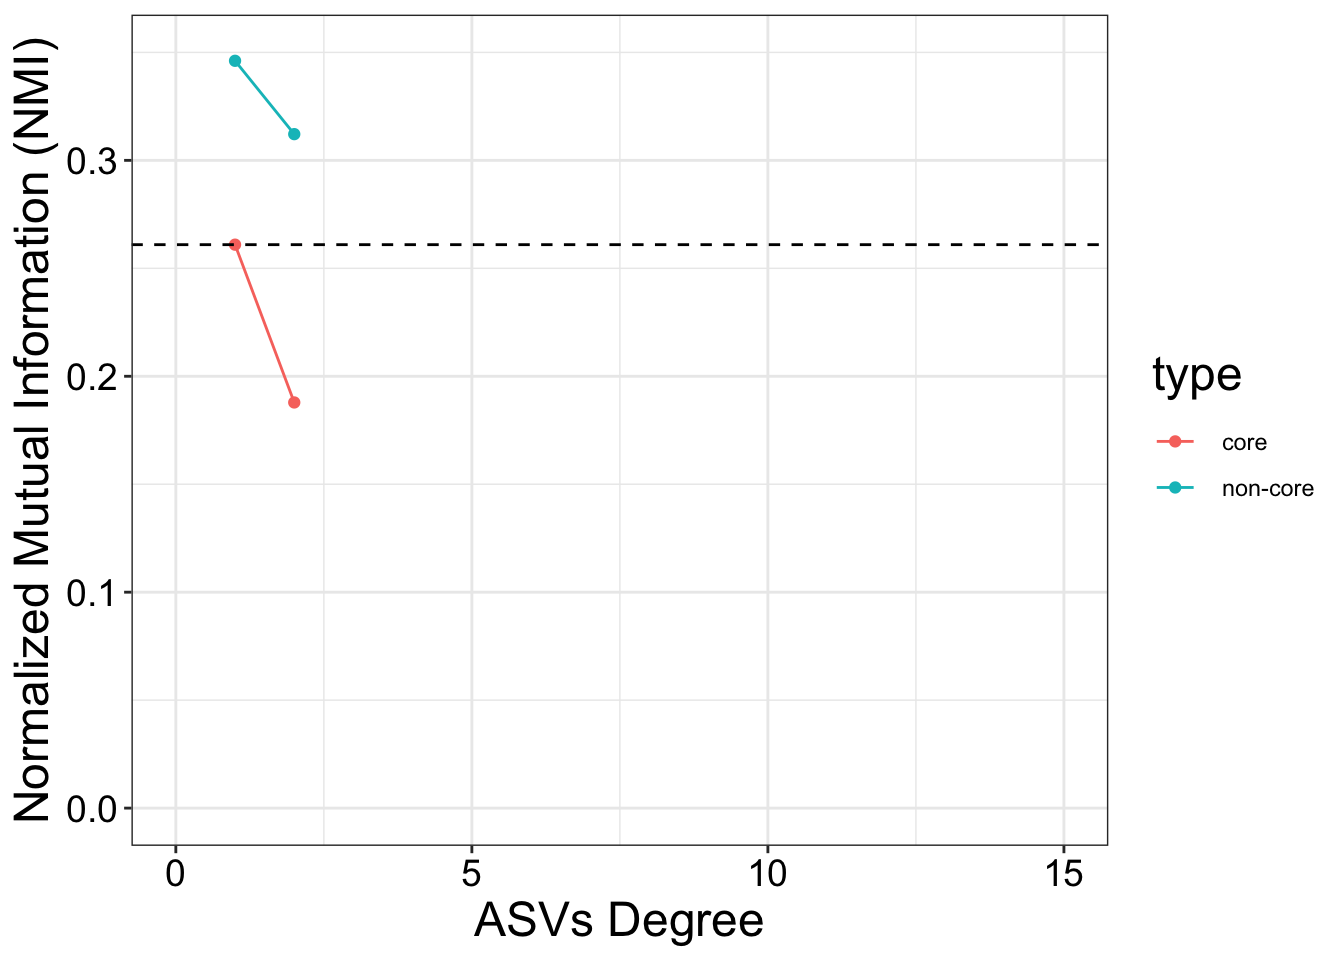 Normalized Mutual Information (NMI)
0.3
0.2
0.1
0.0
0
5
10
15
ASVs Degree
type
core
non-core